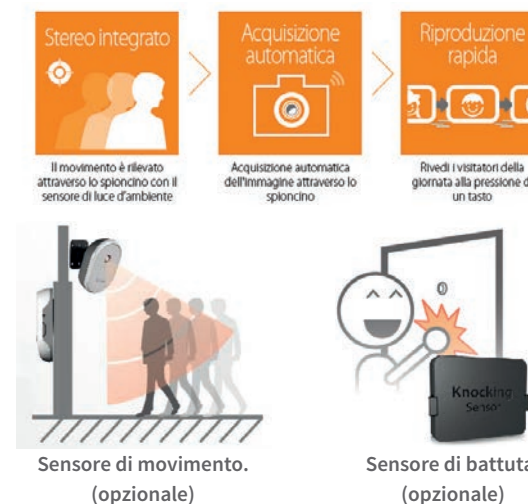 Stereo integrato
Acquisizione
automatica
Riproduzione
rapida
Il movimento è rilevato
attraverso lo spioncino con il
sensore di luce d'ambiente
Acquisizione automatica
dell'immagine attraverso lo
spioncino
Rivedi i visitatori della
giornata alla pressione d
un tasto
Knocking
Sensor
Sensore di movimento.
(opzionale)
Sensore di battuta
(opzionale)